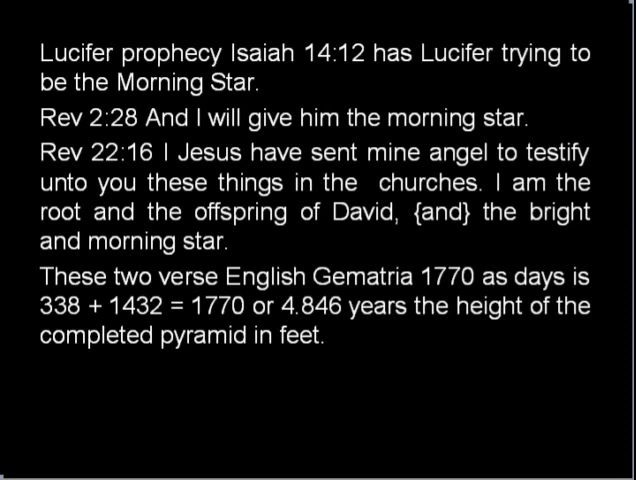 Lucifer prophecy Isaiah 14:12 has Lucifer trying to
be the Morning Star.
Rev 2:28 And I will give him the morning star.
Rev 22:16 I Jesus have sent mine angel to testify
unto you these things in the churches. I am the
root and the offspring of David, {and} the bright
and morning star.
These two verse English Gematria 1770 as days is
338 + 1432 = 1770 or 4.846 years the height of the
completed pyramid in feet.